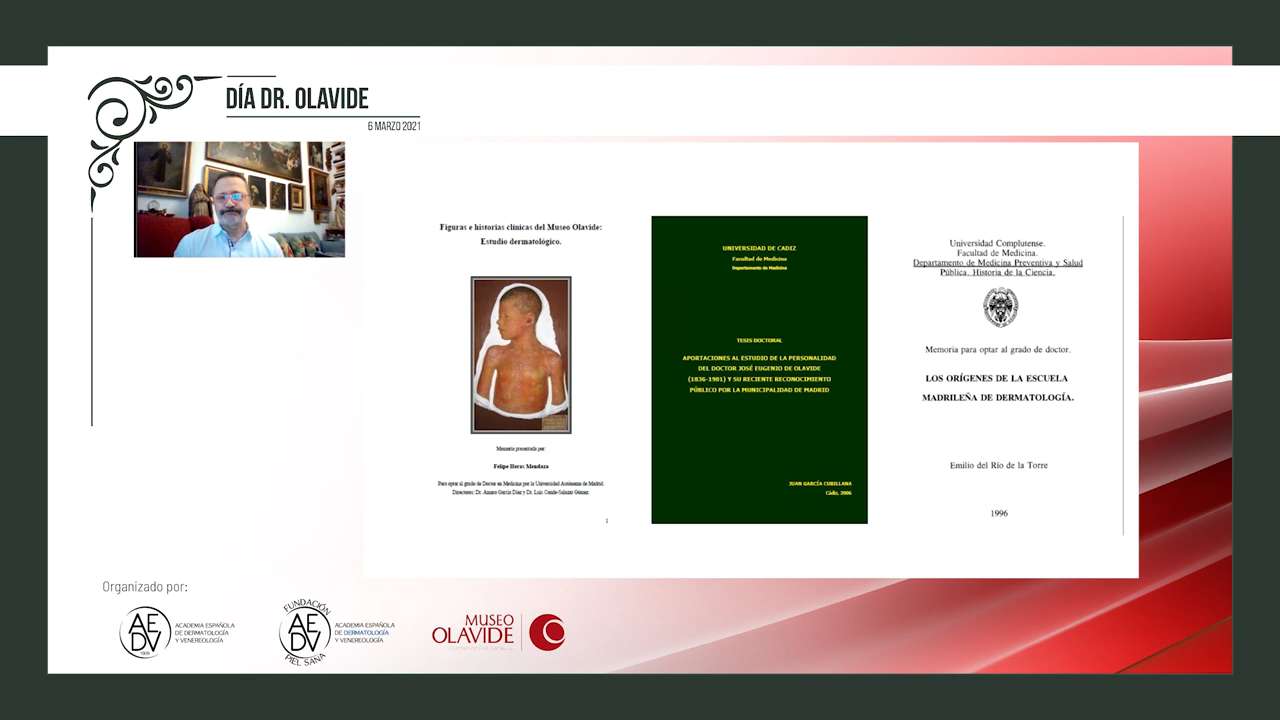 DÍA DR. OLAVIDE
6 MARZO 2021
Figuras e historias clínicas del Museo Olavide:
Estudio dermatológico.
Memoria presentada por:
Felipe Heras Mendaza
Para optar al grado de Doctor en Medicina por la Universidad Autónoma de Madrid.
Directores: Dr. Amaro García Díez y Dr. Luis Conde-Salazar Gómez.
1
UNIVERSIDAD DE CADIZ
Facultad de Medicina
Departamento de Medicina
TESIS DOCTORAL
APORTACIONES AL ESTUDIO DE LA PERSONALIDAD
DEL DOCTOR JOSÉ EUGENIO DE OLAVIDE
(1836-1901) Y SU RECIENTE RECONOCIMIENTO
PÚBLICO POR LA MUNICIPALIDAD DE MADRID
JUAN GARCÍA CUBILLANA
Cádiz, 2006
Universidad Complutense.
Facultad de Medicina.
Departamento de Medicina Preventiva y Salud
Pública. Historia de la Ciencia.
Memoria para optar al grado de doctor.
LOS ORÍGENES DE LA ESCUELA
MADRILEÑA DE DERMATOLOGÍA.
Emilio del Río de la Torre
1996
Organizado por:
AE
DV
1909
ACADEMIA ESPAÑOLA
DE DERMATOLOGÍA
Y VENEREOLOGÍA
FUNDACIÓN
AE
DV
PIEL SANA
ACADEMIA ESPAÑOLA
DE DERMATOLOGÍA
Y VENEREOLOGÍA
MUSEO
OLAVIDE